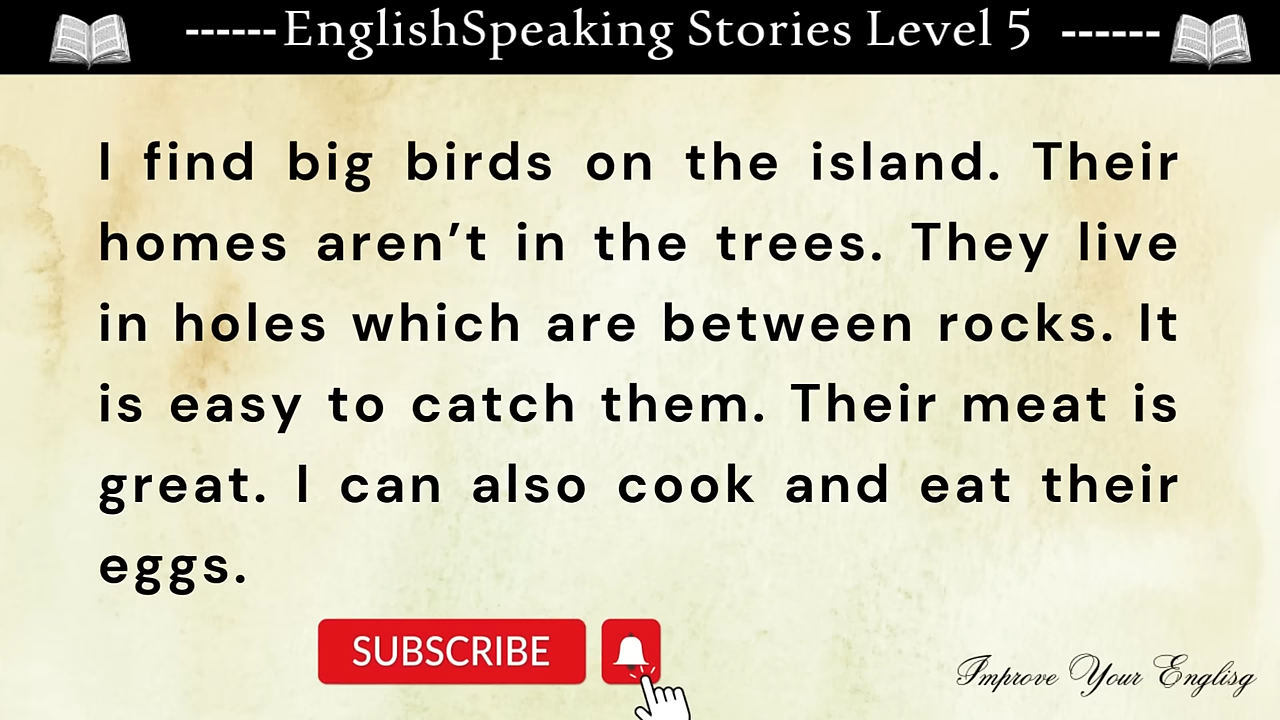 ------EnglishSpeaking Stories Level 5 ------
I find big birds on the island. Their
homes aren’t in the trees. They live
in holes which are between rocks. It
is easy to catch them. Their meat is
great. I can also cook and eat their
eggs.
SUBSCRIBE
Improve Your Englisg